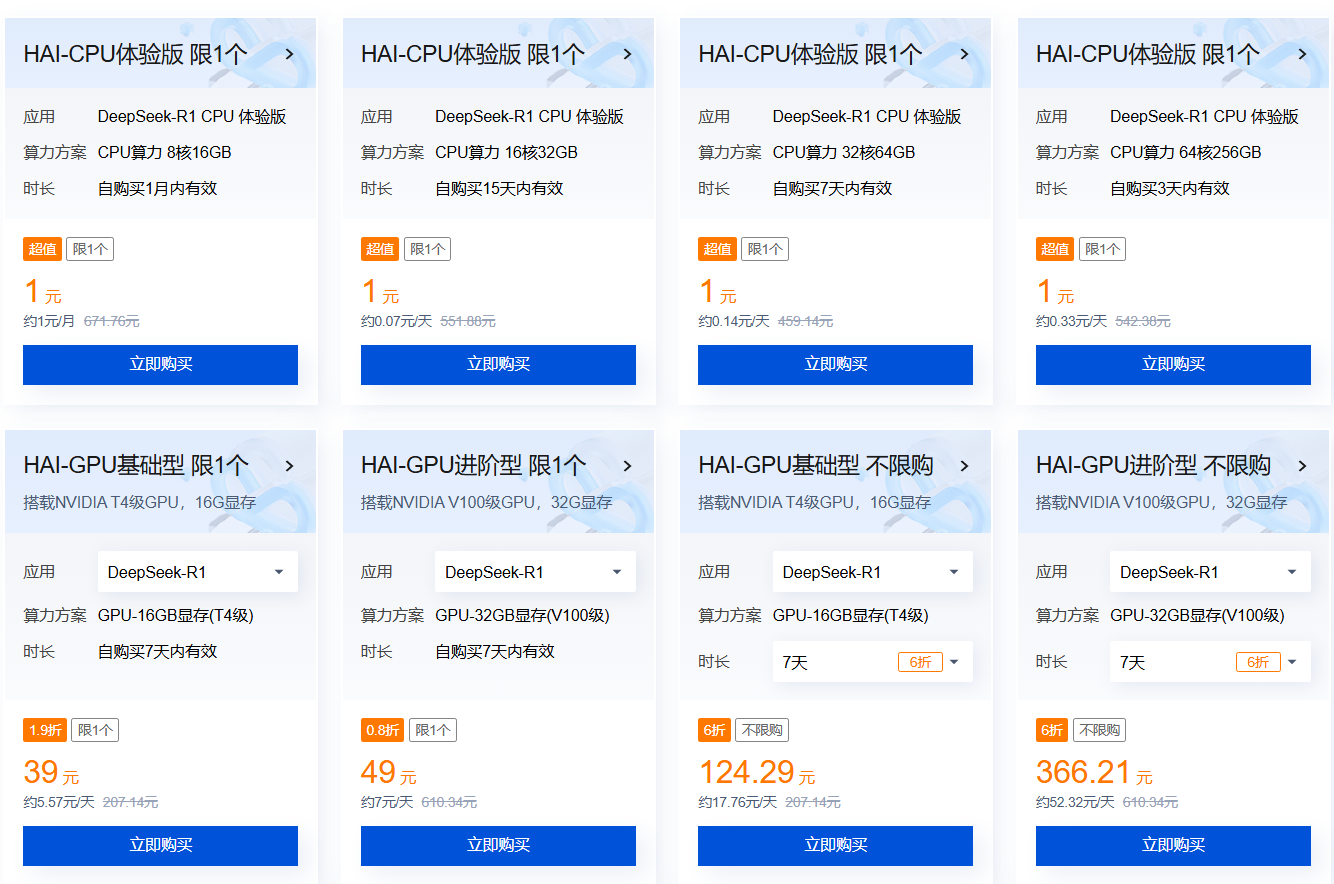 HAI-CPU体验版 限1个
应用 DeepSeek-R1 CPU 体验版
算力方案 CPU算力 8核16GB
时长 自购买1月内有效
超值 限1个
1 元
约1元/月 671.76元
立即购买
HAI-CPU体验版 限1个
应用 DeepSeek-R1 CPU 体验版
算力方案 CPU算力 16核32GB
时长 自购买15天内有效
超值 限1个
1 元
约0.07元/天 551.88元
立即购买
HAI-CPU体验版 限1个
应用 DeepSeek-R1 CPU 体验版
算力方案 CPU算力 32核64GB
时长 自购买7天内有效
超值 限1个
1 元
约0.14元/天 459.14元
立即购买
HAI-CPU体验版 限1个
应用 DeepSeek-R1 CPU 体验版
算力方案 CPU算力 64核256GB
时长 自购买3天内有效
超值 限1个
1 元
约0.33元/天 542.38元
立即购买
HAI-GPU基础型 限1个
搭载NVIDIA T4级GPU，16G显存
应用 DeepSeek-R1
算力方案 GPU-16GB显存(T4级)
时长 自购买7天内有效
1.9折 限1个
39 元
约5.57元/天 207.14元
立即购买
HAI-GPU进阶型 限1个
搭载NVIDIA V100级GPU，32G显存
应用 DeepSeek-R1
算力方案 GPU-32GB显存(V100级)
时长 自购买7天内有效
0.8折 限1个
49 元
约7元/天 610.34元
立即购买
HAI-GPU基础型 不限购
搭载NVIDIA T4级GPU，16G显存
应用 DeepSeek-R1
算力方案 GPU-16GB显存(T4级)
时长 7天 6折
6折 不限购
124.29 元
约17.76元/天 207.14元
立即购买
HAI-GPU进阶型 不限购
搭载NVIDIA V100级GPU，32G显存
应用 DeepSeek-R1
算力方案 GPU-32GB显存(V100级)
时长 7天 6折
6折 不限购
366.21 元
约52.32元/天 610.34元
立即购买